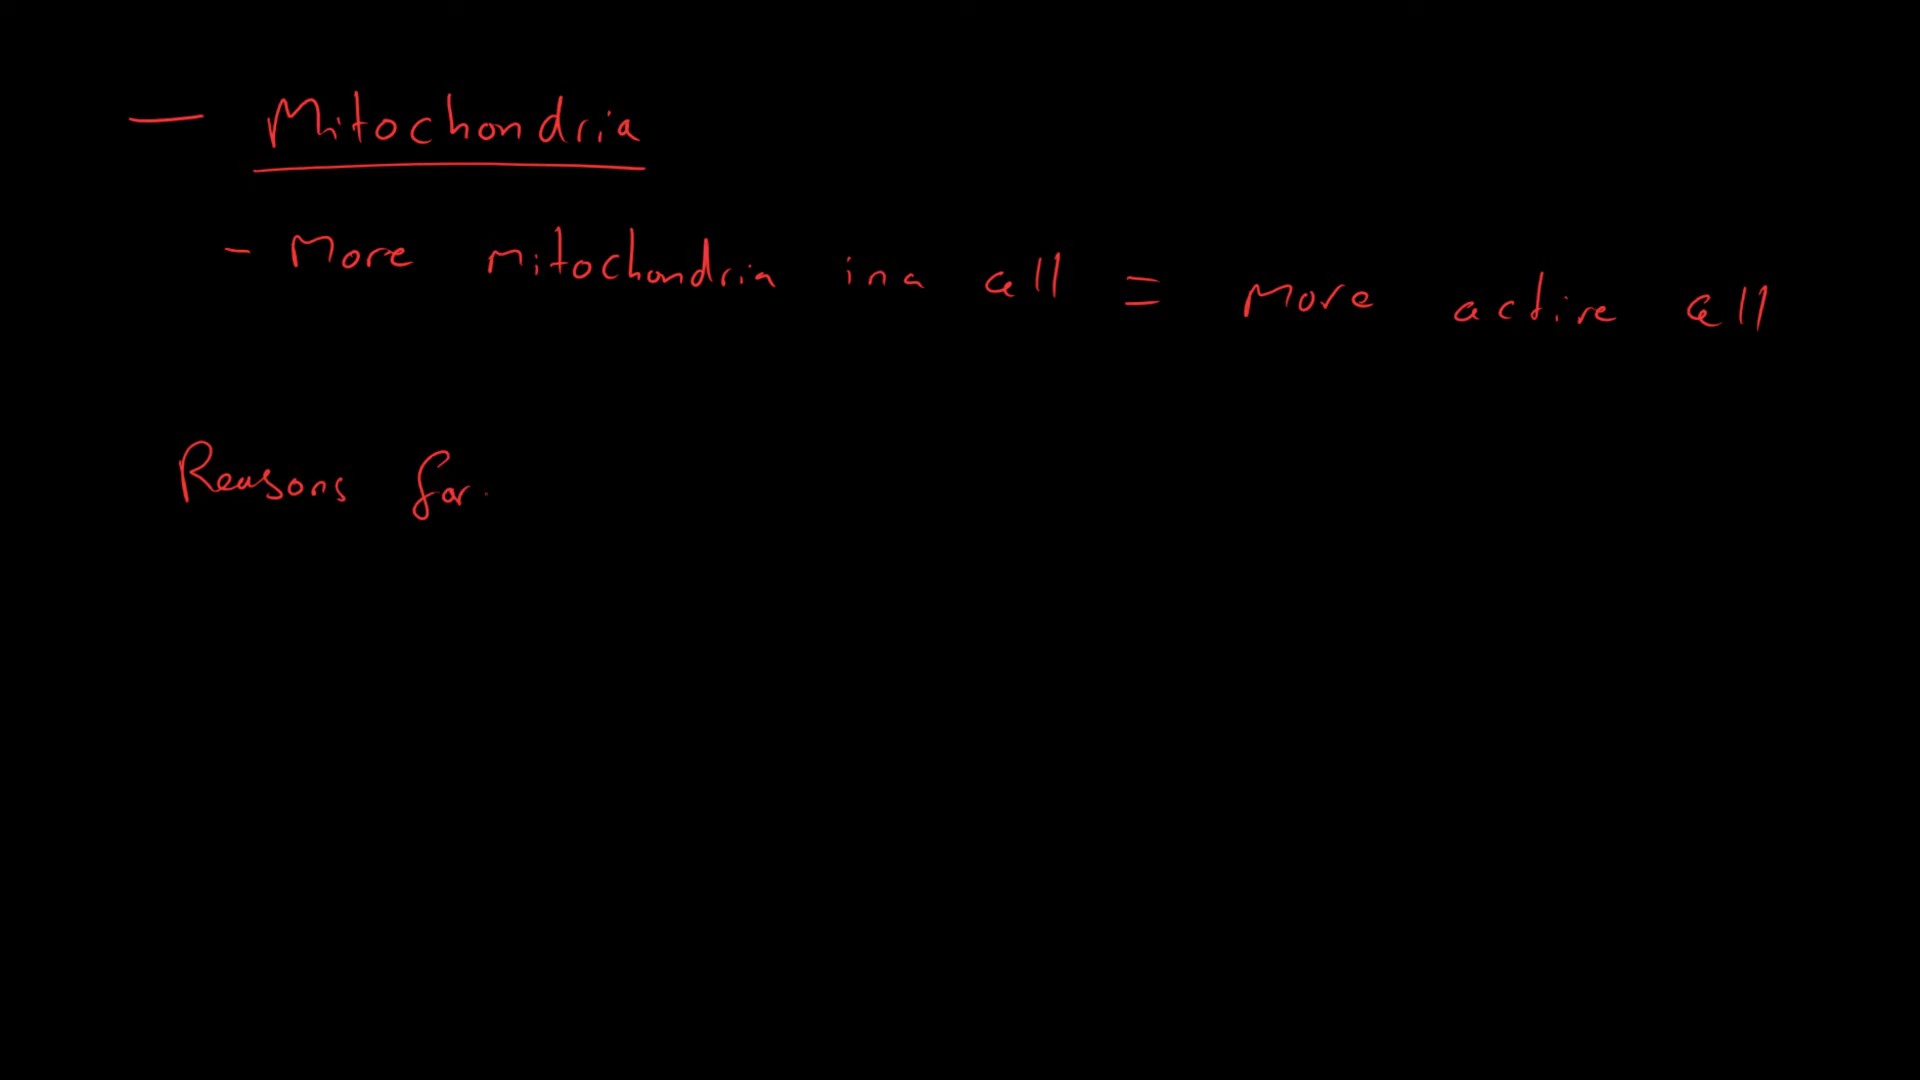 — Mitochondria
- More mitochondria in a cell = More active cell
Reasons for